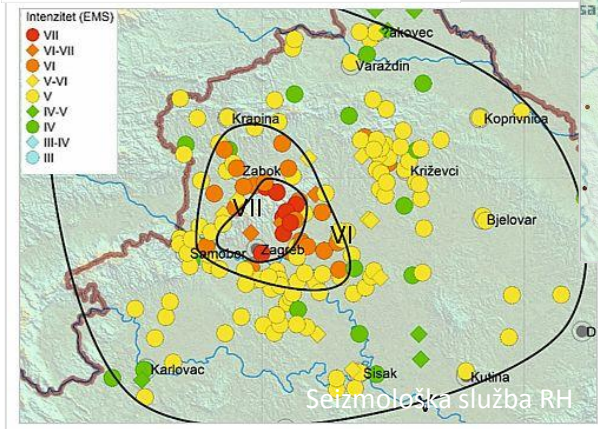 Intenzitet (EMS)
VII
VI-VII
VI
V-VI
V
IV-V
IV
III-IV
III
?akovec
Varaždin
Krapina
Koprivnica
Zabok
Križevci
VII
Bjelovar
VI
Samobor
Zagreb
D
Karlovac
Sisak
Kutina
Seizmološka služba RH